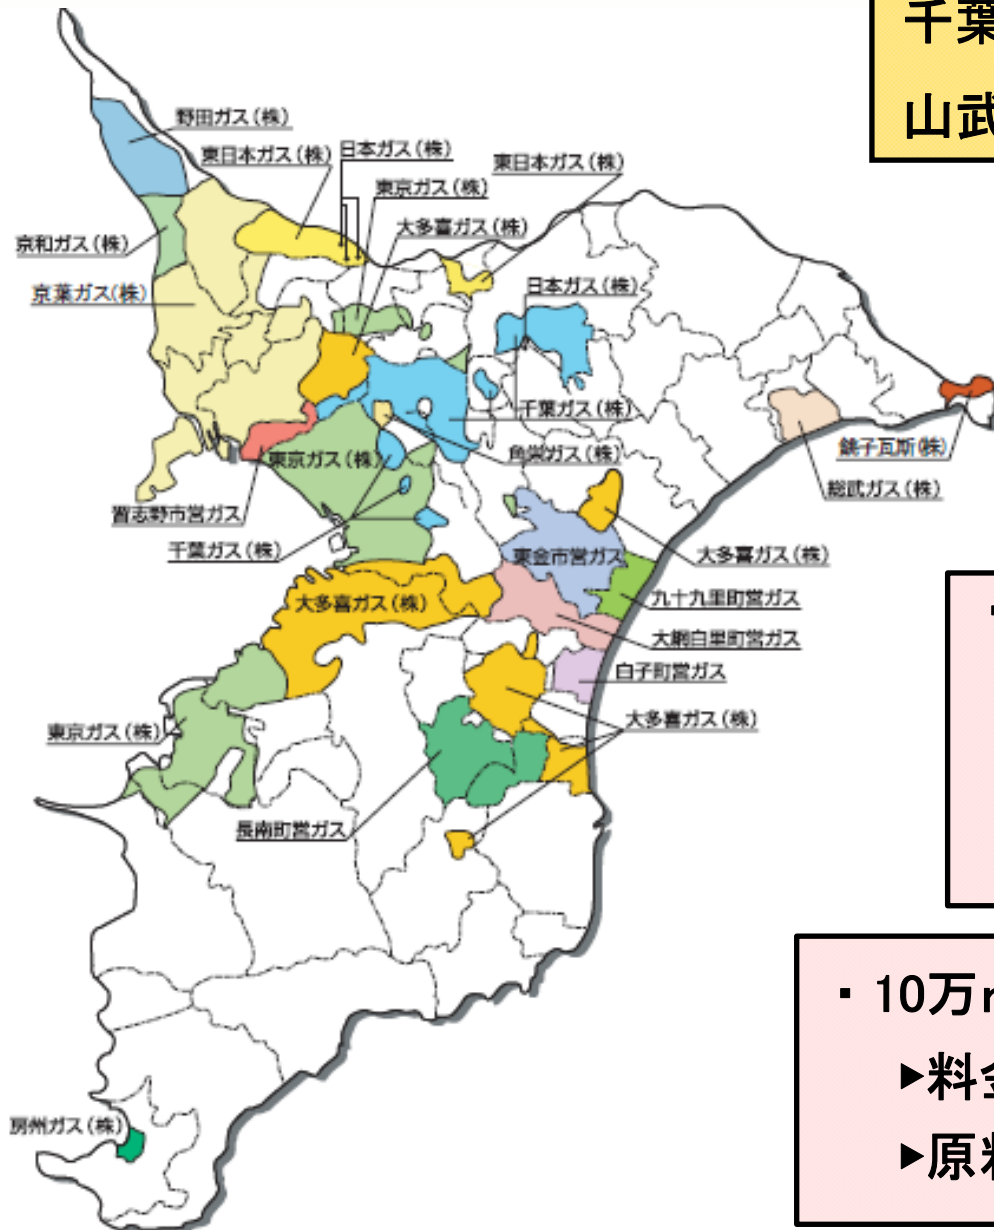 千葉
山武
野田ガス(株)
東日本ガス(株)
日本ガス(株)
東日本ガス(株)
東京ガス(株)
大多喜ガス(株)
京和ガス(株)
日本ガス(株)
京葉ガス(株)
千葉ガス(株)
銚子瓦斯(株)
東京ガス(株)
角栄ガス(株)
総武ガス(株)
習志野市営ガス
千葉ガス(株)
東金市営ガス
大多喜ガス(株)
大多喜ガス(株)
九十九里町営ガス
大網白里町営ガス
白子町営ガス
大多喜ガス(株)
東京ガス(株)
長南町営ガス
▪ 10万
▶料金
▶原料
房州ガス(株)